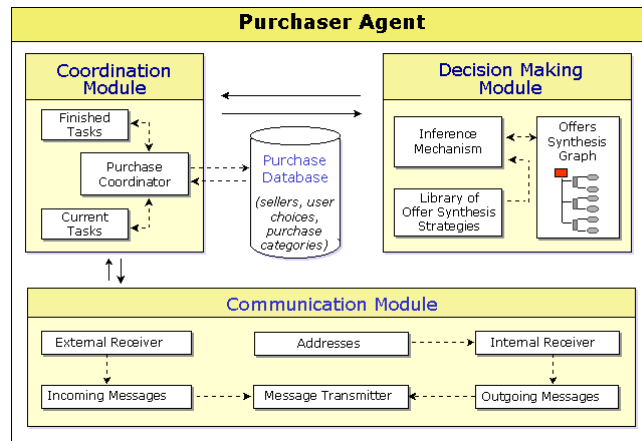 Purchaser Agent
Coordination
Module
Finished
Tasks
Purchase
Coordinator
Current
Tasks
Purchase
Database
(sellers, user
choices,
purchase
categories)
Decision Making
Module
Inference
Mechanism
Library of
Offer Synthesis
Strategies
Offers
Synthesis
Graph
Communication Module
External Receiver
Addresses
Internal Receiver
Incoming Messages
Message Transmitter
Outgoing Messages